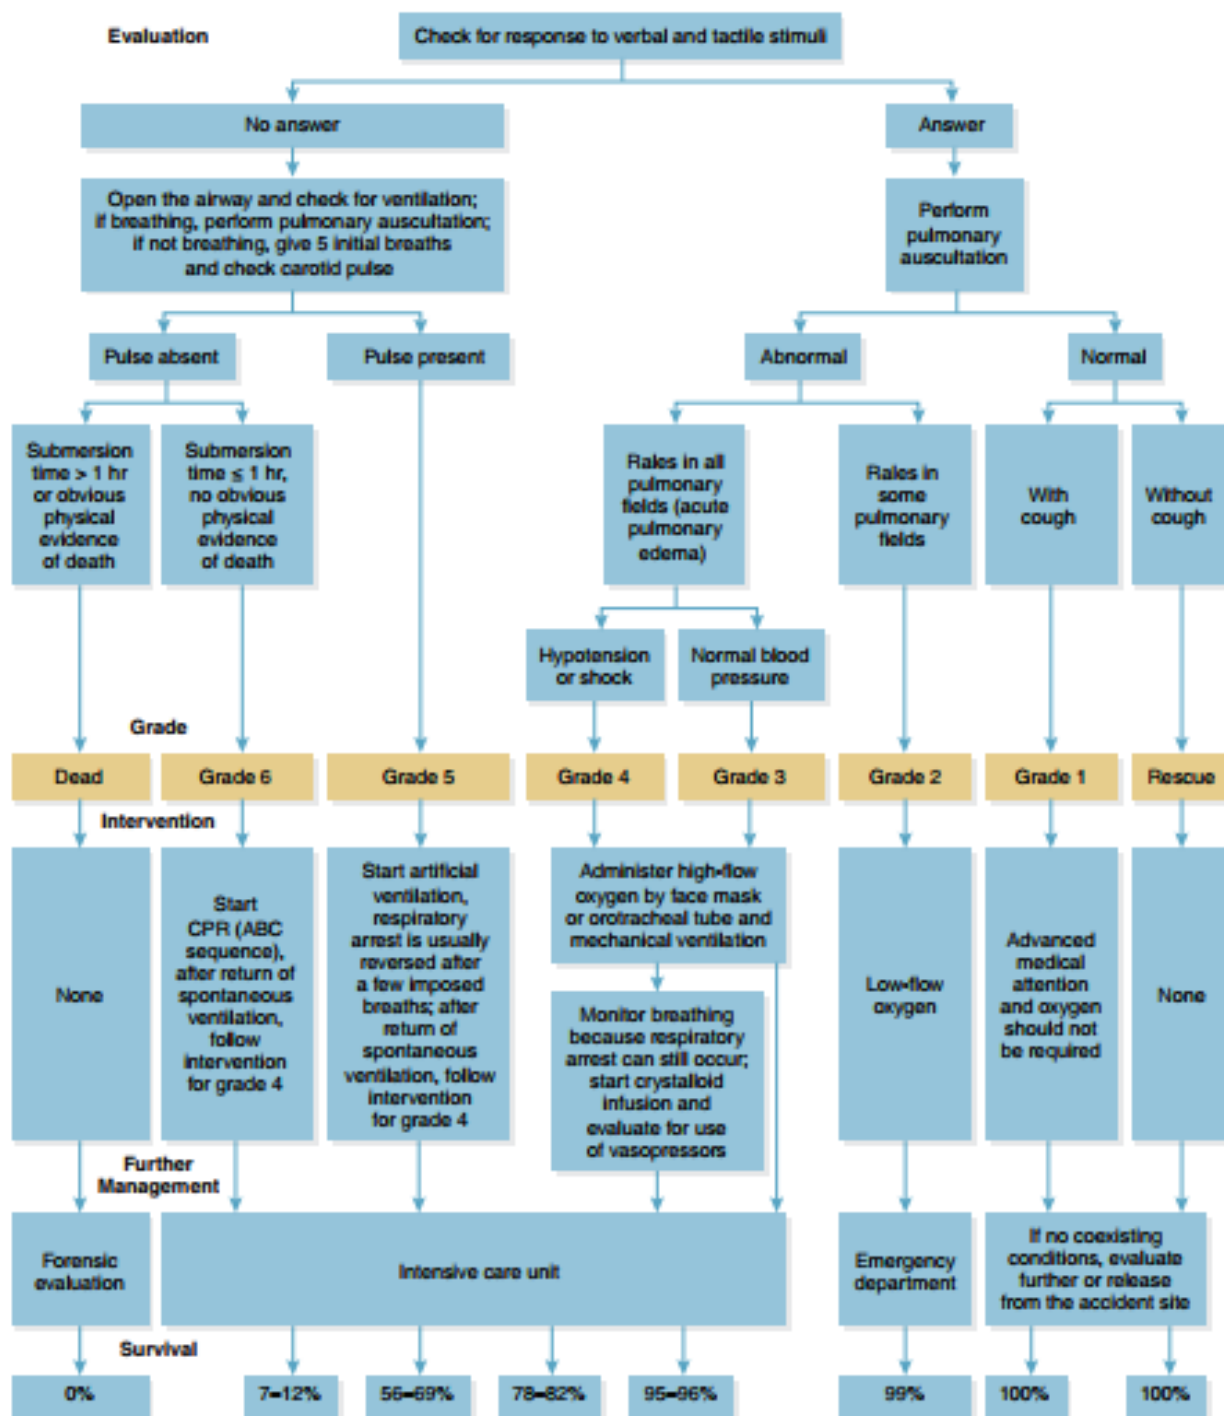 Evaluation
Check for response to verbal and tactile stimuli
No answer
Answer
Open the airway and check for ventilation;
if breathing, perform pulmonary auscultation;
if not breathing, give 5 initial breaths
and check carotid pulse
Perform
pulmonary
auscultation
Pulse absent
Pulse present
Abnormal
Normal
Submersion
time > 1 hr
or obvious
physical
evidence
of death
Submersion
time ≤ 1 hr,
no obvious
physical
evidence
of death
Rales in all
pulmonary
fields (acute
pulmonary
edema)
Rales in
some
pulmonary
fields
With
cough
Without
cough
Hypotension
or shock
Normal blood
pressure
Grade
Dead
Grade 6
Grade 5
Grade 4
Grade 3
Grade 2
Grade 1
Rescue
Intervention
None
Start
CPR (ABC
sequence),
after return of
spontaneous
ventilation,
follow
intervention
for grade 4
Start artificial
ventilation,
respiratory
arrest is usually
reversed after
a few imposed
breaths; after
return of
spontaneous
ventilation, follow
intervention
for grade 4
Administer high-flow
oxygen by face mask
or orotracheal tube and
mechanical ventilation
Monitor breathing
because respiratory
arrest can still occur;
start crystalloid
infusion and
evaluate for use
of vasopressors
Low-flow
oxygen
Advanced
medical
attention
and oxygen
should not
be required
None
Further
Management
Forensic
evaluation
Intensive care unit
Emergency
department
If no coexisting
conditions, evaluate
further or release
from the accident site
Survival
0%
7–12%
56–69%
78–82%
95–96%
99%
100%
100%